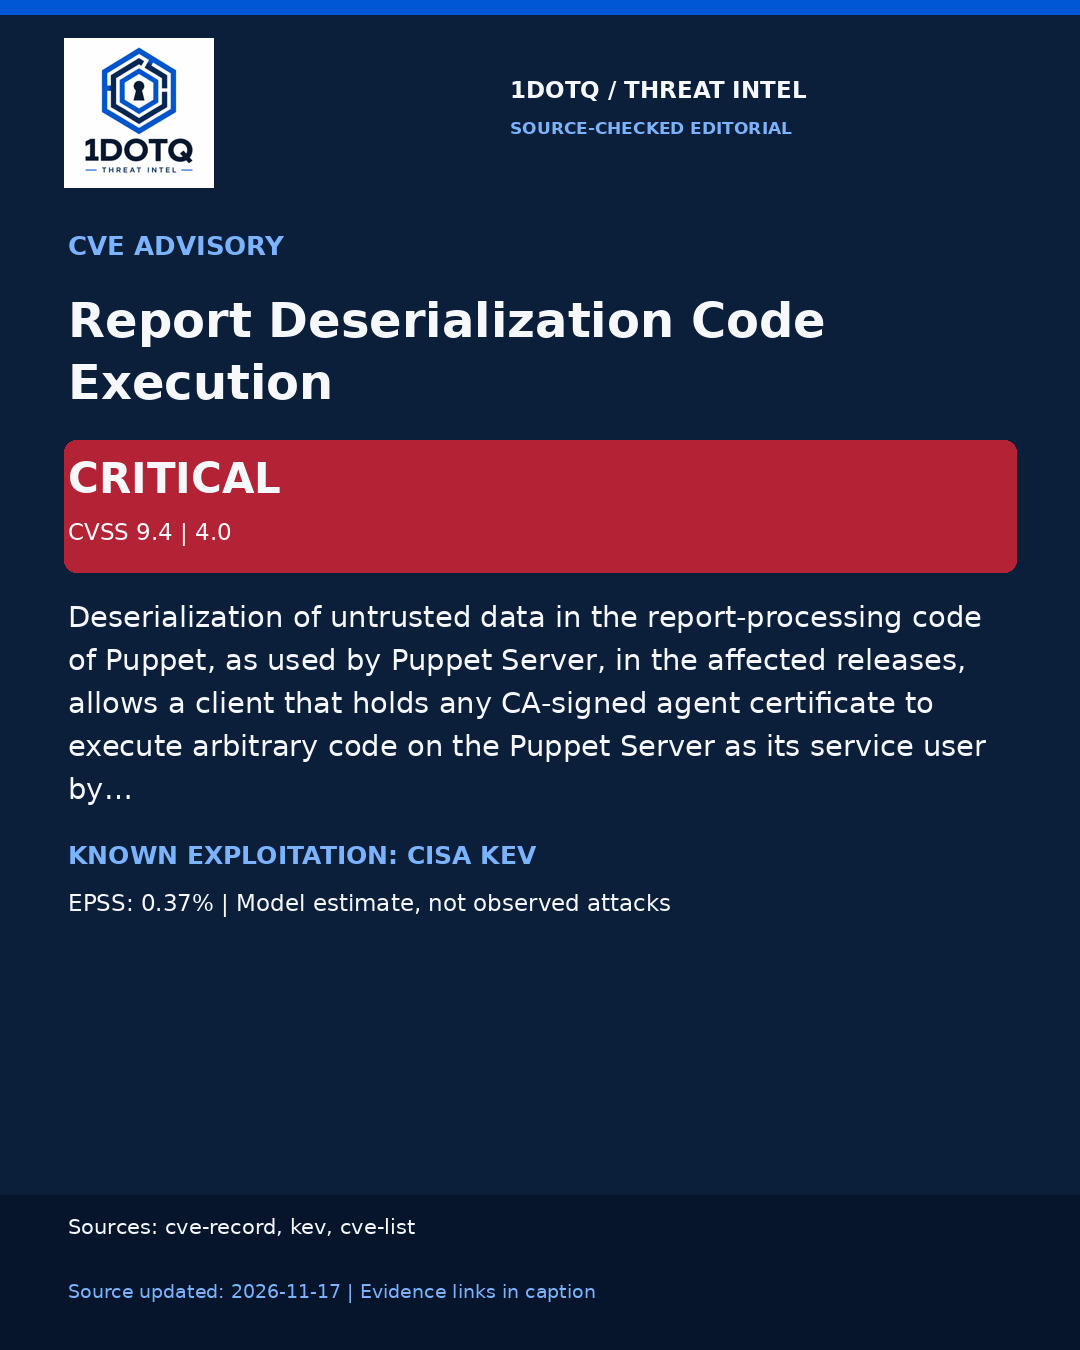 1DOTQ
THREAT INTEL
1DOTQ / THREAT INTEL
SOURCE-CHECKED EDITORIAL
CVE ADVISORY
Report Deserialization Code
Execution
CRITICAL
CVSS 9.4 | 4.0
Deserialization of untrusted data in the report-processing code
of Puppet, as used by Puppet Server, in the affected releases,
allows a client that holds any CA-signed agent certificate to
execute arbitrary code on the Puppet Server as its service user
by...
KNOWN EXPLOITATION: CISA KEV
EPSS: 0.37% | Model estimate, not observed attacks
Sources: cve-record, kev, cve-list
Source updated: 2026-11-17 | Evidence links in caption